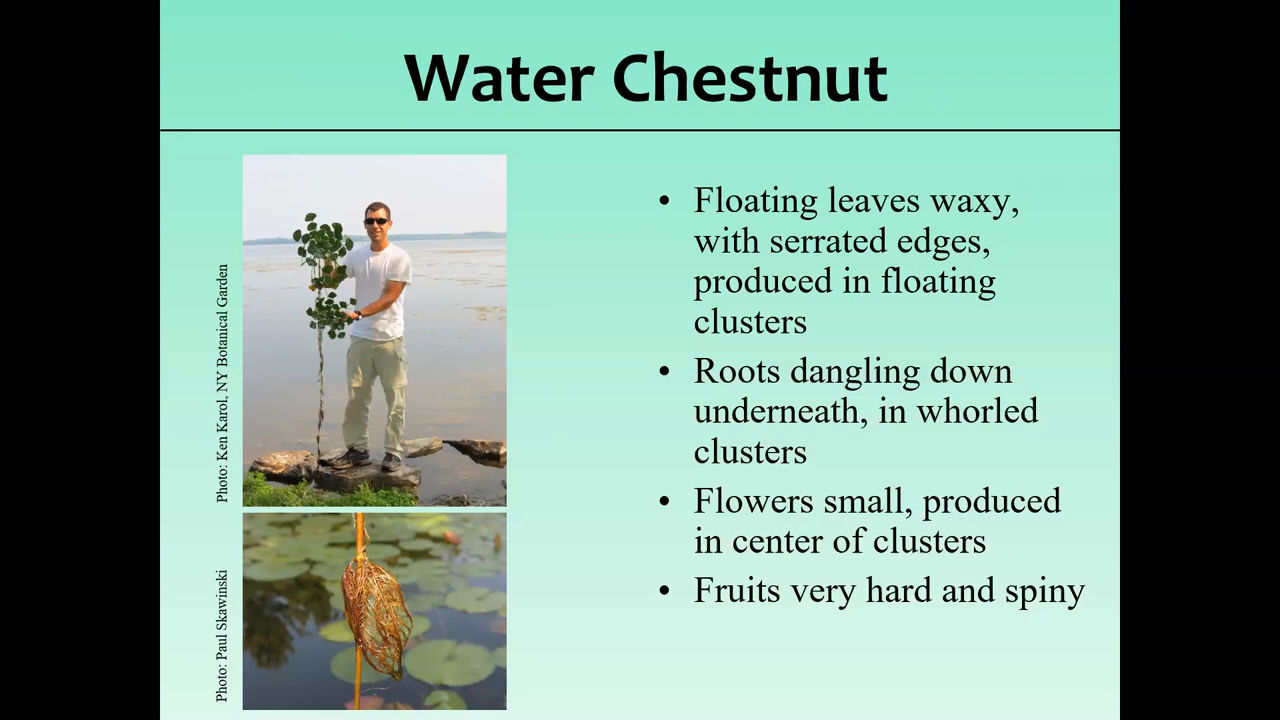 Water Chestnut
Photo: Ken Karol, NY Botanical Garden
Photo: Paul Skawinski
• Floating leaves waxy,
with serrated edges,
produced in floating
clusters
• Roots dangling down
underneath, in whorled
clusters
• Flowers small, produced
in center of clusters
• Fruits very hard and spiny